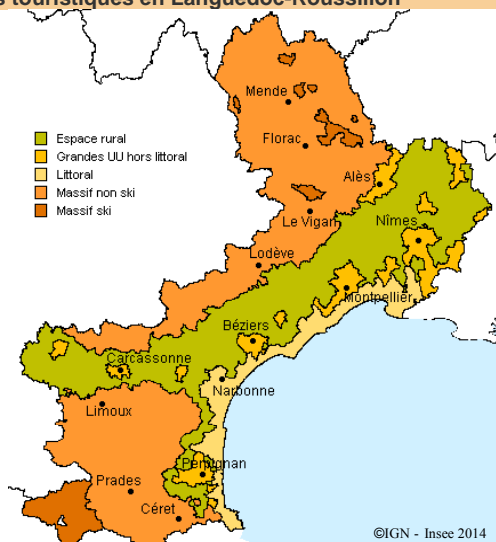 s touristiques en Languedoc-Roussillon
Mende
Florac
Espace rural
Grandes UU hors littoral
Littoral
Massif non ski
Massif ski
Alès
Le Vigan
Nîmes
Lodève
Montpellier
Béziers
Carcassonne
Narbonne
Limoux
Perpignan
Prades
Céret
©IGN - Insee 2014